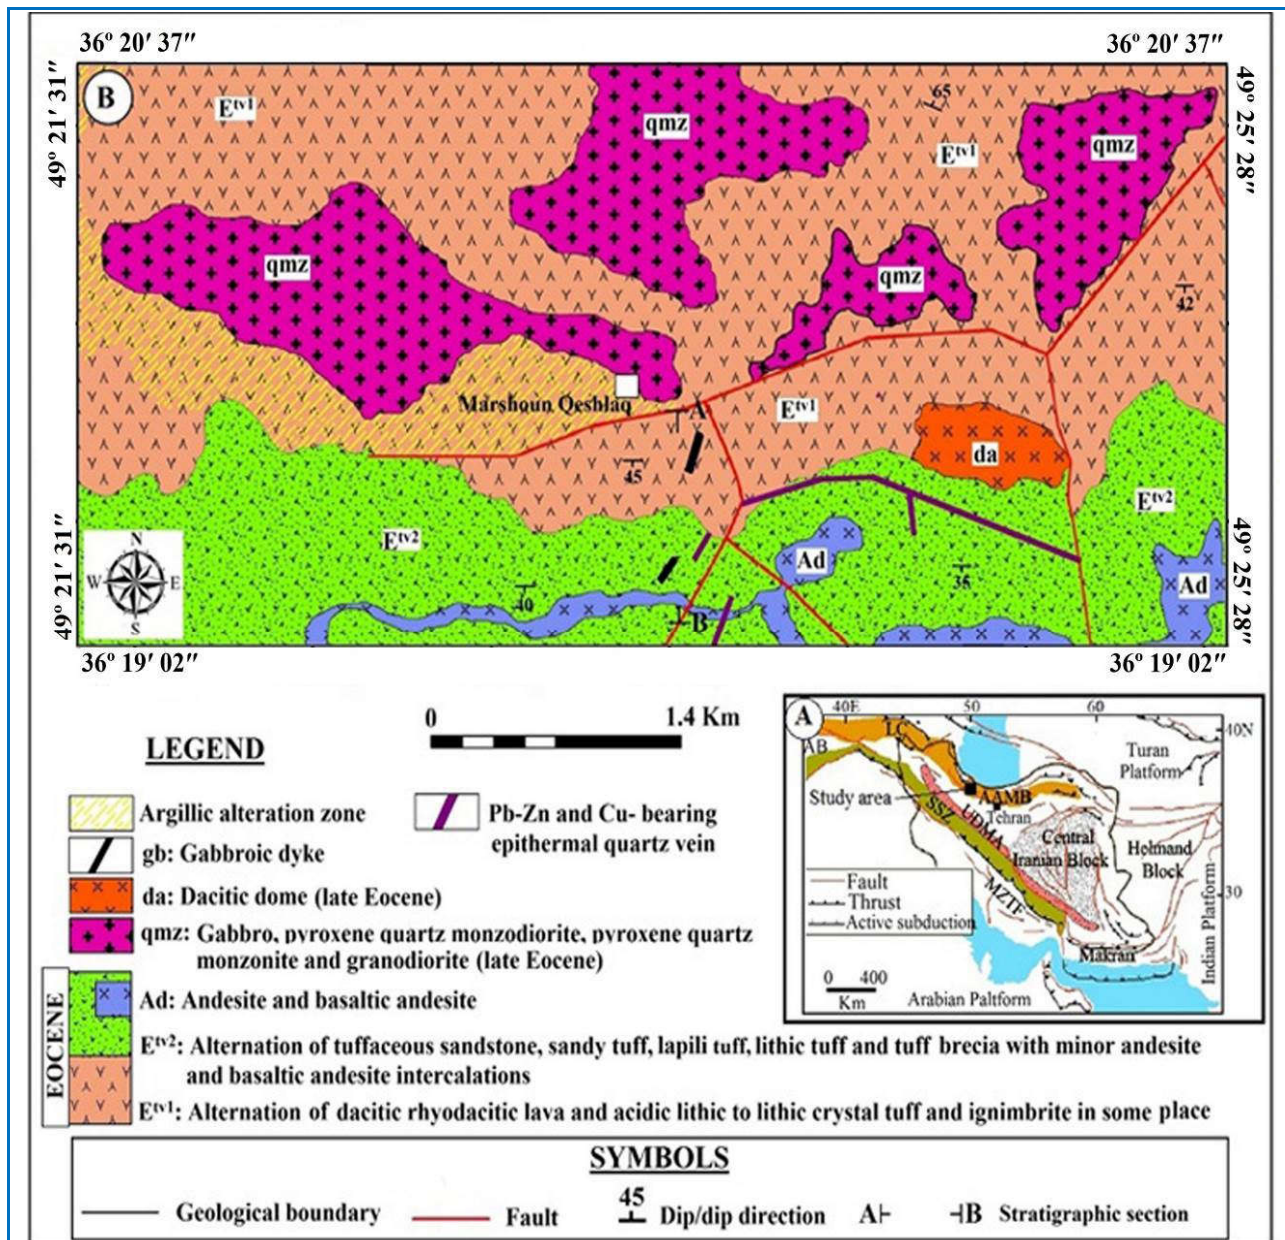 36º 20′ 37″
36º 20′ 37″
49º 21′ 31″
49º 25′ 28″
B
Etv1
qmz
65
Etv1
qmz
qmz
qmz
42
Marshoun Qeshlaq
A
Etv1
da
45
Etv2
Etv2
Ad
Ad
35
40
B
N
W E
S
49º 21′ 31″
49º 25′ 28″
36º 19′ 02″
36º 19′ 02″
LEGEND
0 1.4 Km
Argillic alteration zone
gb: Gabbroic dyke
da: Dacitic dome (late Eocene)
qmz: Gabbro, pyroxene quartz monzodiorite, pyroxene quartz
monzonite and granodiorite (late Eocene)
Pb-Zn and Cu- bearing
epithermal quartz vein
EOCENE
Ad: Andesite and basaltic andesite
Etv2: Alternation of tuffaceous sandstone, sandy tuff, lapili tuff, lithic tuff and tuff brecia with minor andesite
and basaltic andesite intercalations
Etv1: Alternation of dacitic rhyodacitic lava and acidic lithic to lithic crystal tuff and ignimbrite in some place
A
40E 50 60
40N
LC
AB
Turan
Platform
Study area
AAMB
Tehran
SSZ
UDMA
Central
Iranian Block
Helmand
Block
MZTF
30
Fault
Thrust
Active subduction
Makran
Indian Platform
0 400
Km
Arabian Paltform
SYMBOLS
Geological boundary
Fault
45
Dip/dip direction
A
B
Stratigraphic section